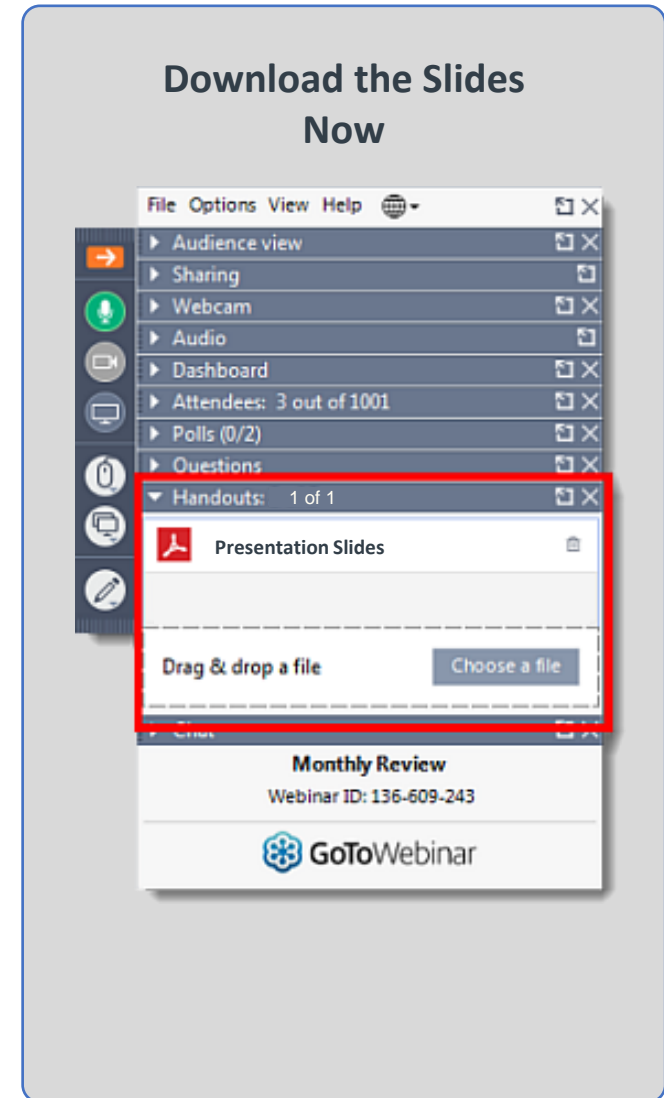 Download the Slides
Now
File Options View Help
Audience view
Sharing
Webcam
Audio
Dashboard
Attendees: 3 out of 1001
Polls (0/2)
Questions
Handouts: 1 of 1
Presentation Slides
Drag & drop a file
Choose a file
Chat
Monthly Review
Webinar ID: 136-609-243
GoToWebinar